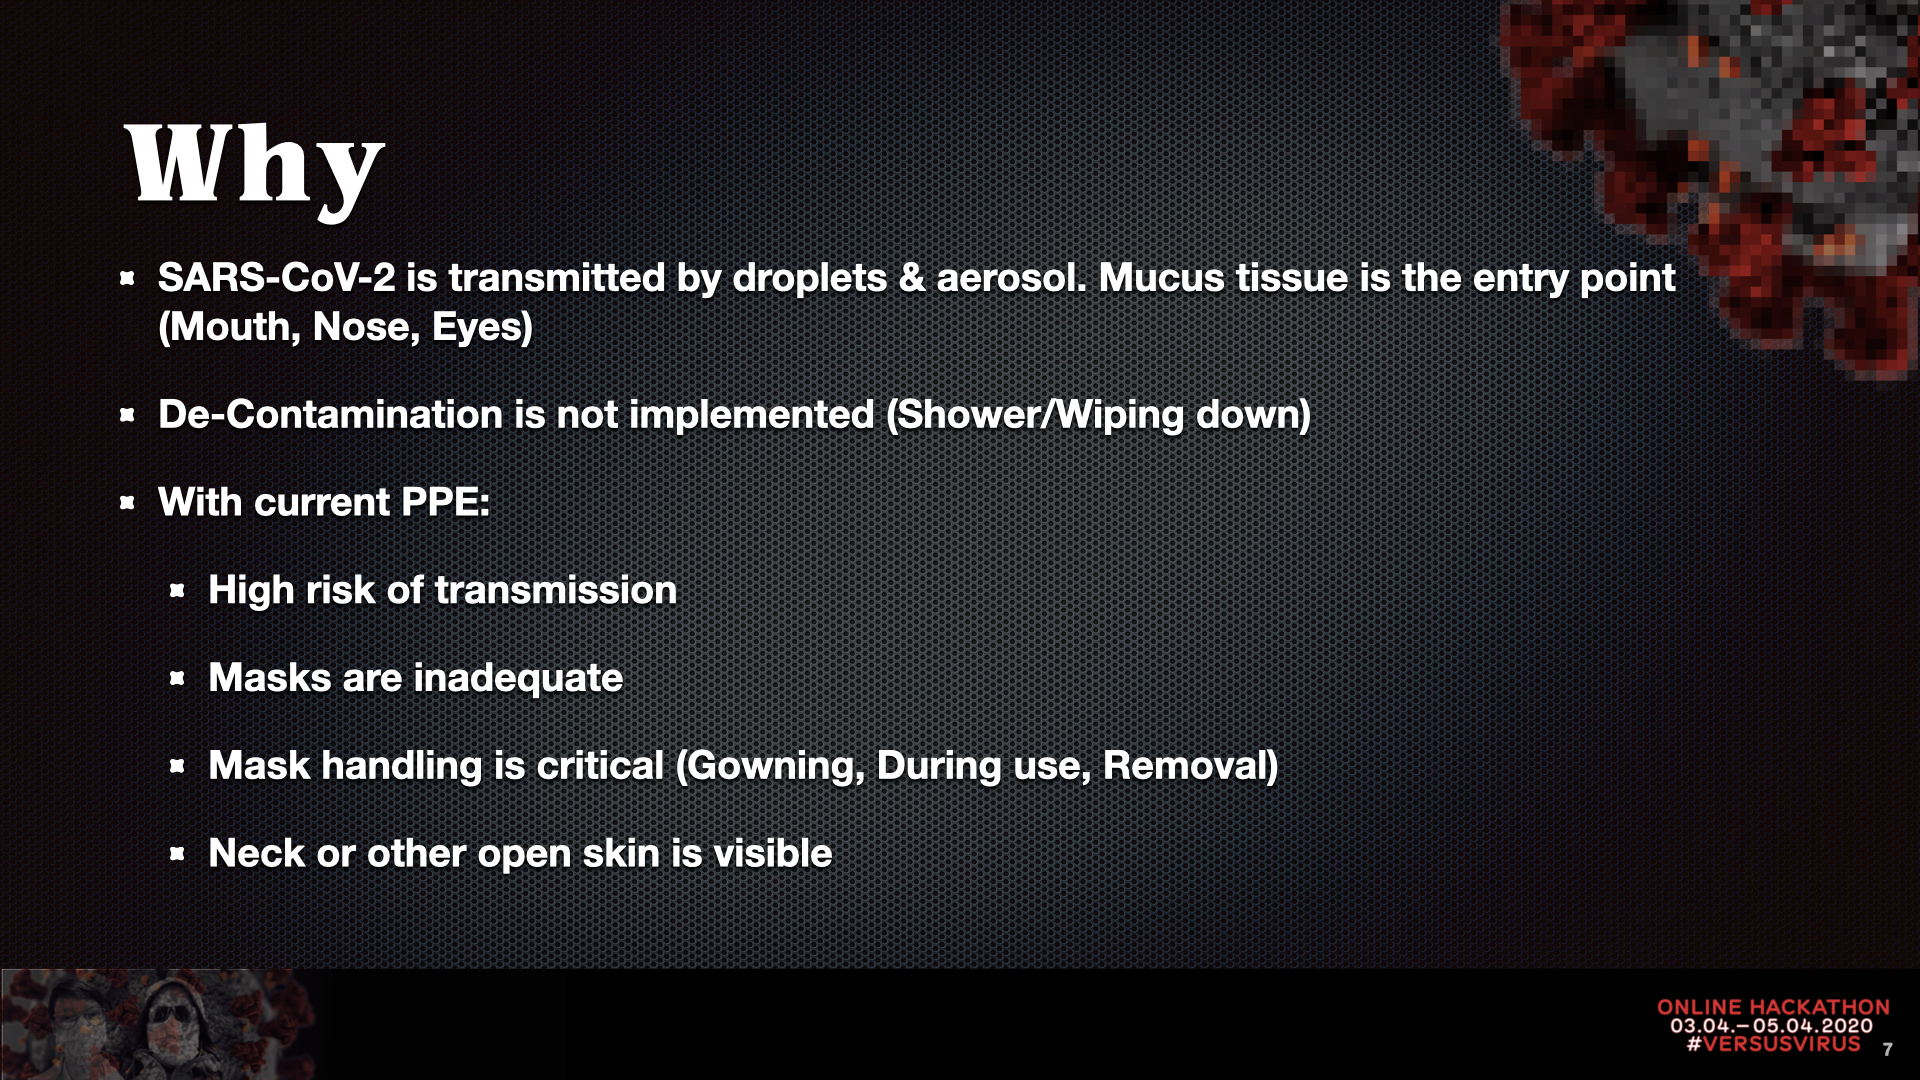 Why
SARS-CoV-2 is transmitted by droplets & aerosol. Mucus tissue is the entry point
(Mouth, Nose, Eyes)
De-Contamination is not implemented (Shower/Wiping down)
With current PPE:
High risk of transmission
Masks are inadequate
Mask handling is critical (Gowning, During use, Removal)
Neck or other open skin is visible
ONLINE HACKATHON
03.04.–05.04.2020
#VERSUSVIRUS
7